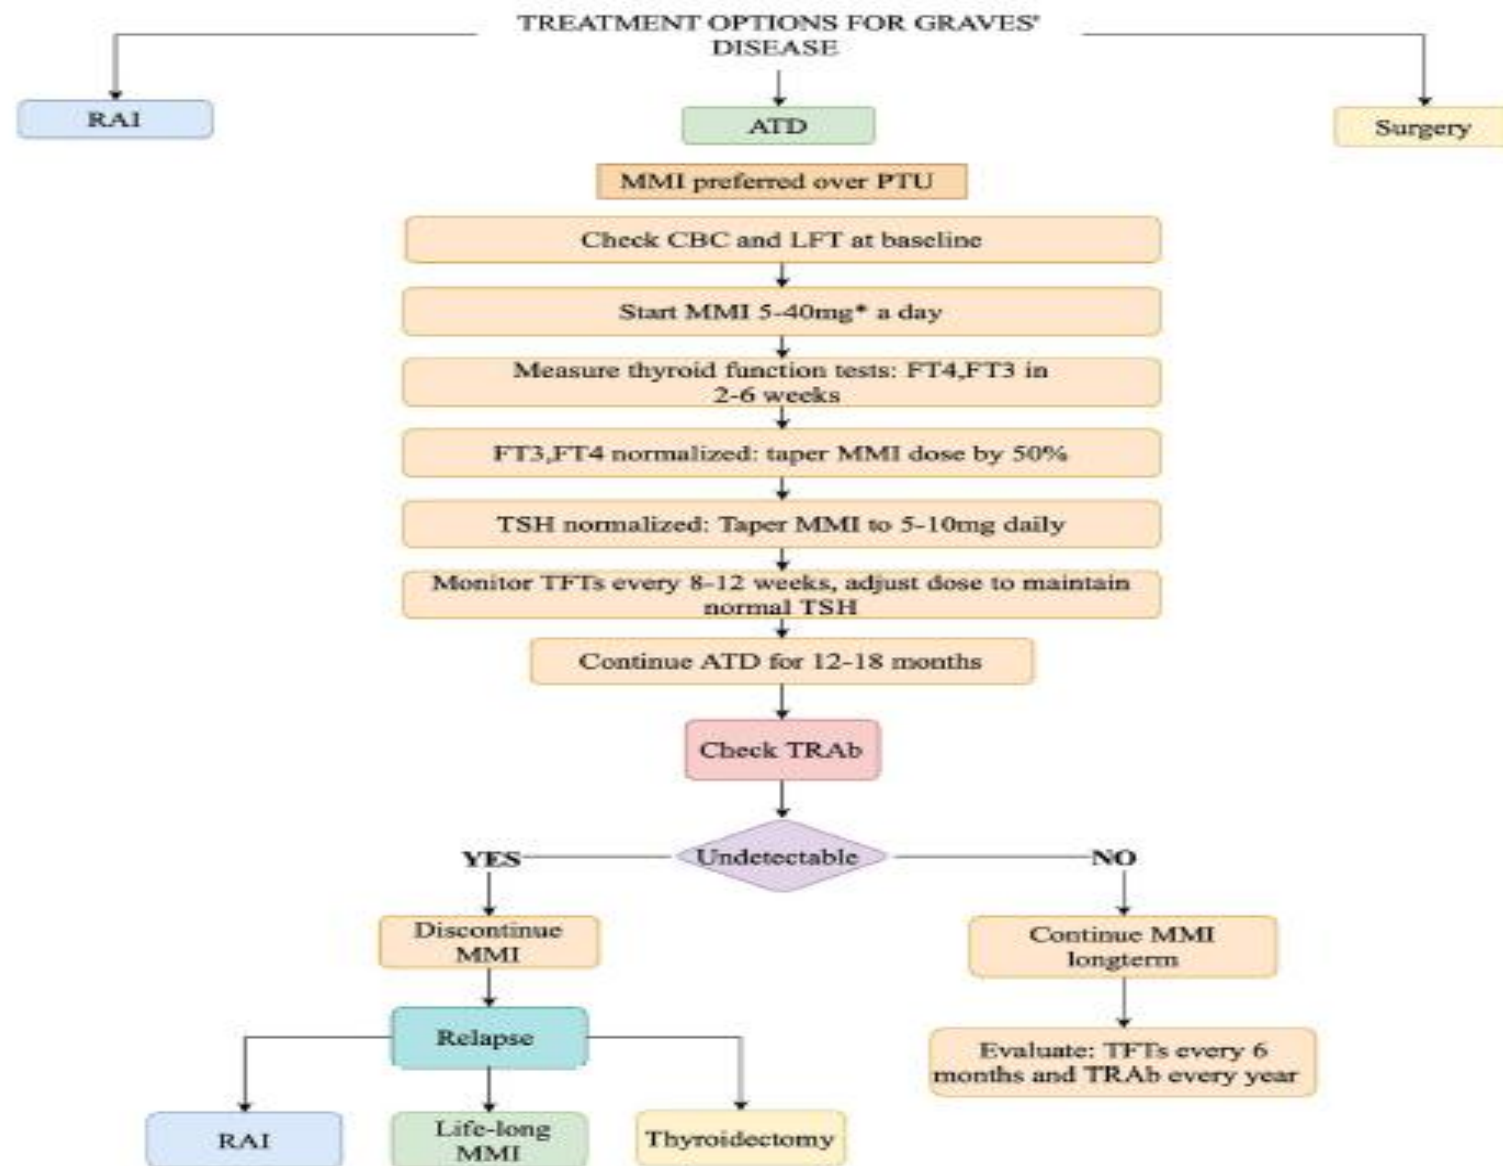 TREATMENT OPTIONS FOR GRAVES'
DISEASE
RAI
ATD
Surgery
MMI preferred over PTU
Check CBC and LFT at baseline
Start MMI 5-40mg* a day
Measure thyroid function tests: FT4,FT3 in
2-6 weeks
FT3,FT4 normalized: taper MMI dose by 50%
TSH normalized: Taper MMI to 5-10mg daily
Monitor TFTs every 8-12 weeks, adjust dose to maintain
normal TSH
Continue ATD for 12-18 months
Check TRAb
Undetectable
YES
NO
Discontinue
MMI
Continue MMI
longterm
Relapse
Evaluate: TFTs every 6
months and TRAb every year
RAI
Life-long
MMI
Thyroidectomy